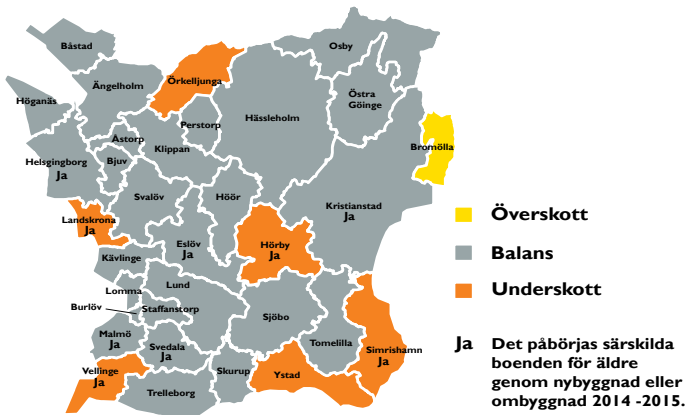 Båstad
Osby
Örkelljunga
Ängelholm
Östra
Göinge
Höganäs
Hässleholm
Perstorp
Åstorp
Klippan
Bromölla
Helsgingborg
Ja
Bjuv
Svalöv
Höör
Kristianstad
Ja
Landskrona
Ja
Eslöv
Ja
Hörby
Ja
Kävlinge
Lund
Lomma
Burlöv
Staffanstorp
Sjöbo
Malmö
Ja
Svedala
Ja
Tomelilla
Simrishamn
Ja
Vellinge
Ja
Skurup
Ystad
Trelleborg
Överskott
Balans
Underskott
Ja Det påbörjas särskilda
boenden för äldre
genom nybyggnad eller
ombyggnad 2014 -2015.